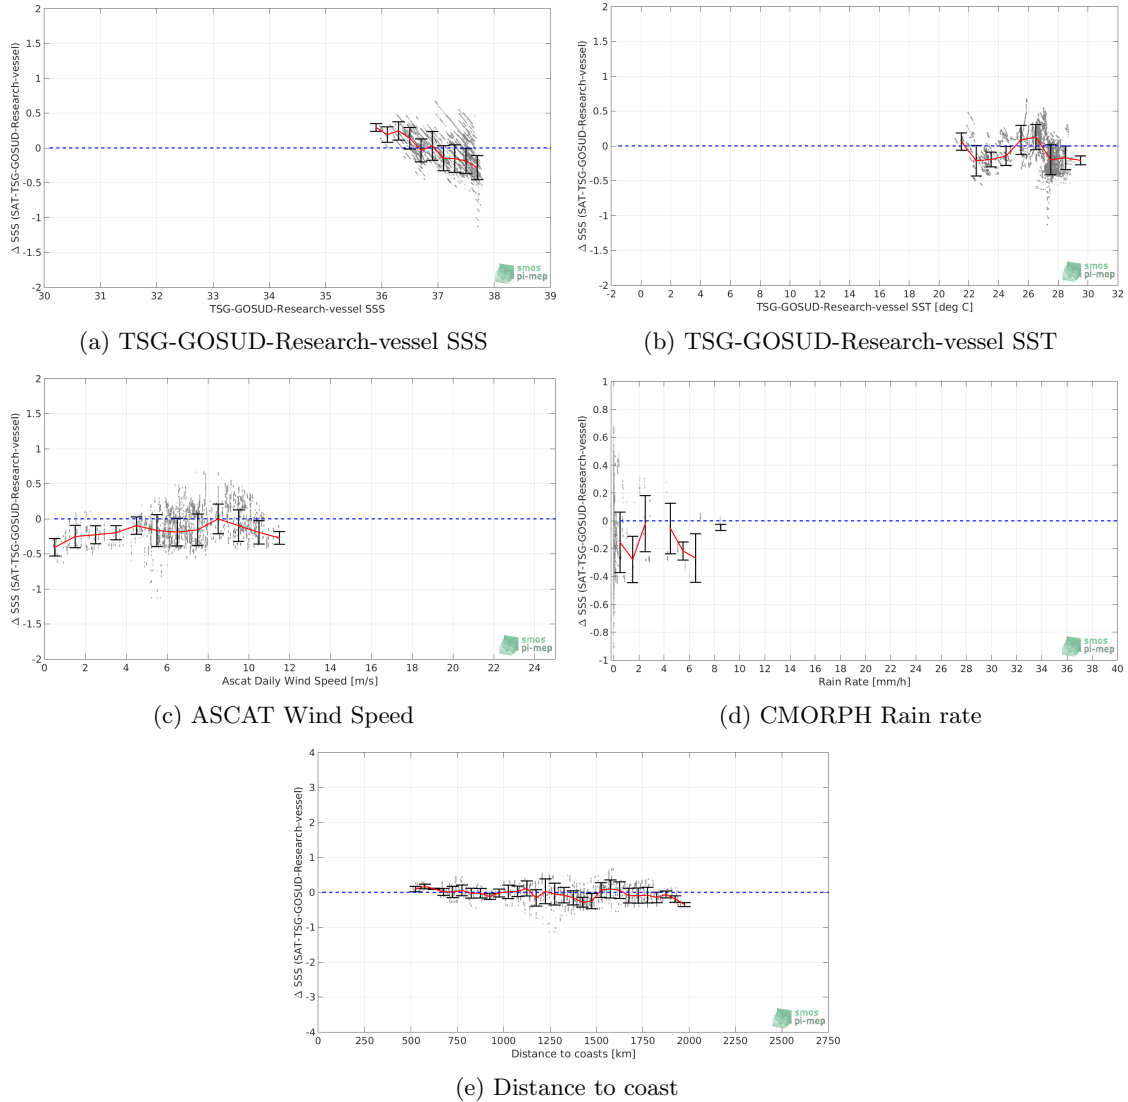 2
1.5
1
0.5
0
-0.5
-1
-1.5
-2
30 31 32 33 34 35 36 37 38 39
Δ SSS (SAT-TSG-GOSUD-Research-vessel)
TSG-GOSUD-Research-vessel SSS
smos
pi-mep
(a) TSG-GOSUD-Research-vessel SSS
2
1.5
1
0.5
0
-0.5
-1
-1.5
-2
-2 0 2 4 6 8 10 12 14 16 18 20 22 24 26 28 30 32
Δ SSS (SAT-TSG-GOSUD-Research-vessel)
TSG-GOSUD-Research-vessel SST [deg C]
smos
pi-mep
(b) TSG-GOSUD-Research-vessel SST
2
1.5
1
0.5
0
-0.5
-1
-1.5
-2
0 2 4 6 8 10 12 14 16 18 20 22 24
Δ SSS (SAT-TSG-GOSUD-Research-vessel)
Ascat Daily Wind Speed [m/s]
smos
pi-mep
(c) ASCAT Wind Speed
1
0.8
0.6
0.4
0.2
0
-0.2
-0.4
-0.6
-0.8
-1
0 2 4 6 8 10 12 14 16 18 20 22 24 26 28 30 32 34 36 38 40
Δ SSS (SAT-TSG-GOSUD-Research-vessel)
Rain Rate [mm/h]
smos
pi-mep
(d) CMORPH Rain rate
4
3
2
1
0
-1
-2
-3
-4
0 250 500 750 1000 1250 1500 1750 2000 2250 2500 2750
Δ SSS (SAT-TSG-GOSUD-Research-vessel)
Distance to coasts [km]
smos
pi-mep
(e) Distance to coast